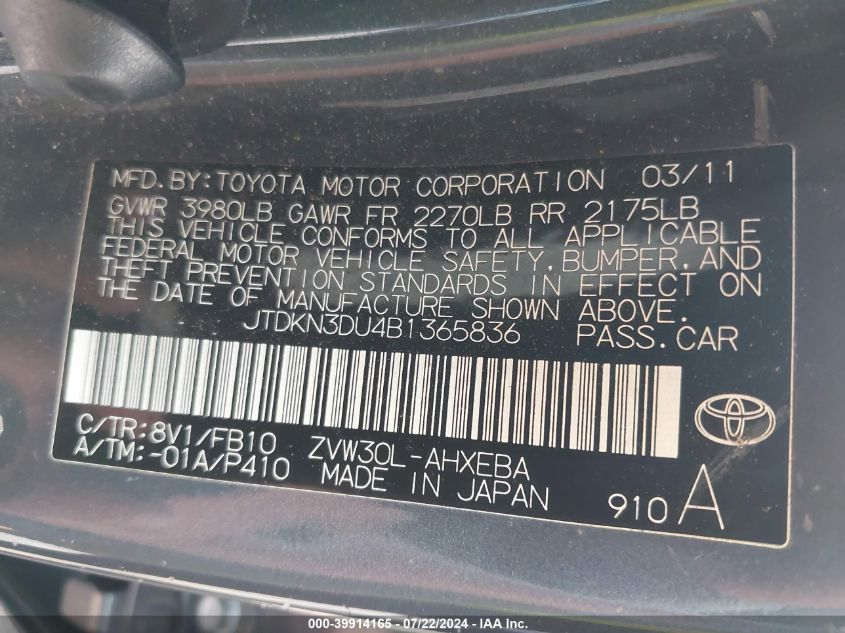 MFD.BY:TOYOTA MOTOR CORPORATION 03/11
GVWR 3980LB GAWR FR 2270LB RR 2175LB
THIS VEHICLE CONFORMS TO ALL APPLICABLE
FEDERAL MOTOR VEHICLE SAFETY,BUMPER,AND
THEFT PREVENTION STANDARDS IN EFFECT ON
THE DATE OF MANUFACTURE SHOWN ABOVE.
JTDKN3DU4B1365836 PASS.CAR
C/TR:8V1/FB10 ZVW30L-AHXEBA
A/TM:-01A/P410 MADE IN JAPAN
910 A
000-39914165 - 07/22/2024 - IAA Inc.